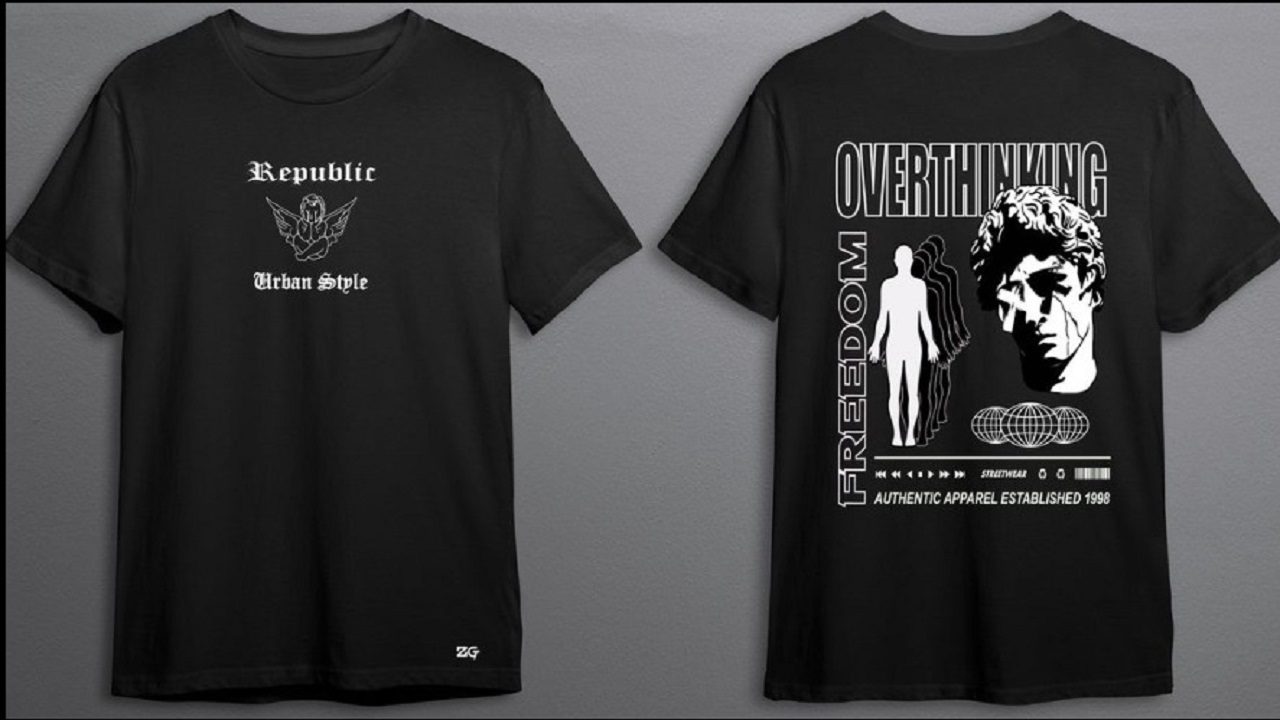 Republic
Urban Style
ZG
OVERTHINKING
FREEDOM
STREETWEAR
AUTHENTIC APPAREL ESTABLISHED 1998